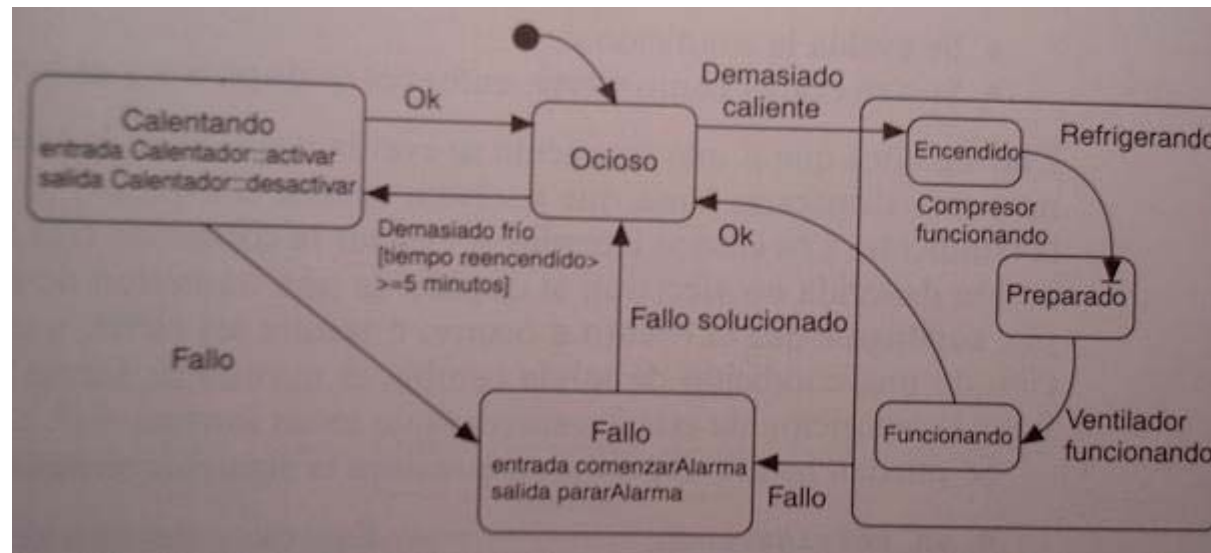 Calentando
entrada Calentador::activar
salida Calentador::desactivar
Ok
Ocioso
Demasiado
caliente
Refrigerando
Encendido
Compresor
funcionando
Preparado
Ventilador
funcionando
Funcionando
Ok
Demasiado frío
[tiempo reencendido>
>=5 minutos]
Fallo solucionado
Fallo
Fallo
entrada comenzarAlarma
salida pararAlarma
Fallo